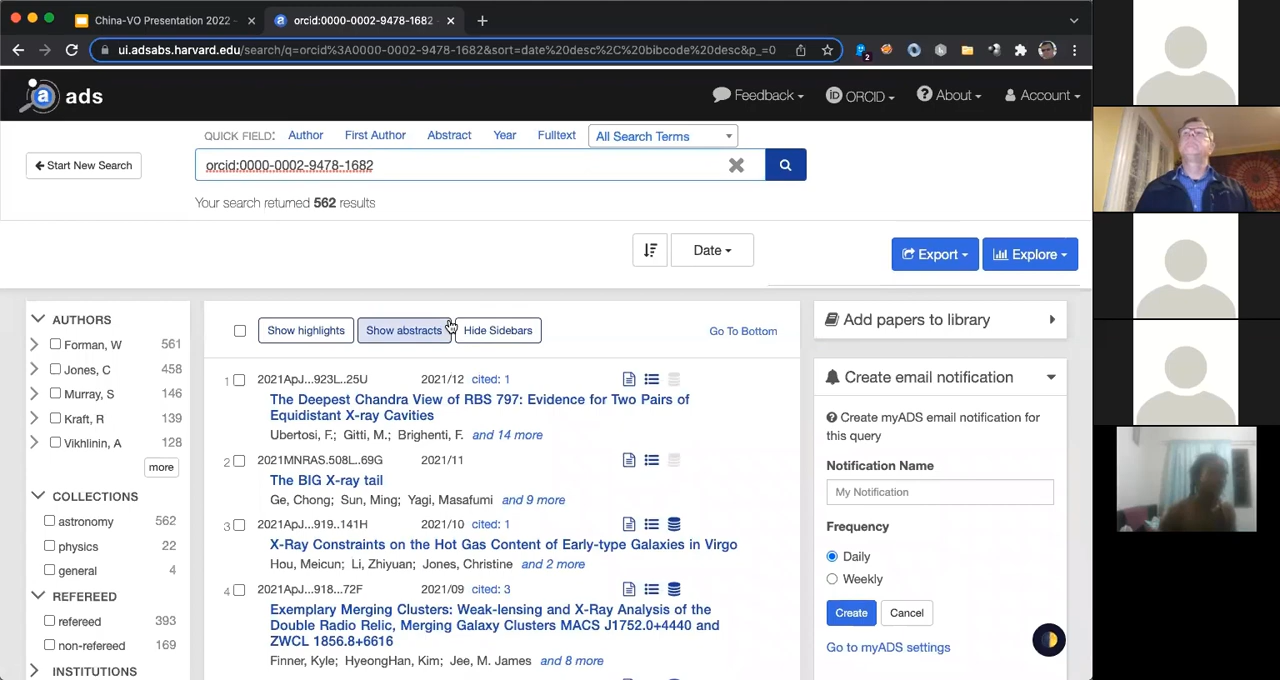 China-VO Presentation 2022 -
orcid:0000-0002-9478-1682 -
ui.adsabs.harvard.edu/search/q=orcid%3A0000-0002-9478-1682&sort=date%20desc%2C%20bibcode%20desc&p_=0
2
a ads
Feedback
iD ORCID
About
Account
QUICK FIELD: Author First Author Abstract Year Fulltext All Search Terms
Start New Search
orcid:0000-0002-9478-1682
Your search returned 562 results
Date
Export
Explore
AUTHORS
Forman, W 561
Jones, C 458
Murray, S 146
Kraft, R 139
Vikhlinin, A 128
more
COLLECTIONS
astronomy 562
physics 22
general 4
REFEREED
refereed 393
non-refereed 169
INSTITUTIONS
Show highlights Show abstracts Hide Sidebars Go To Bottom
1 2021ApJ...923L..25U 2021/12 cited: 1
The Deepest Chandra View of RBS 797: Evidence for Two Pairs of
Equidistant X-ray Cavities
Ubertosi, F.; Gitti, M.; Brighenti, F. and 14 more
2 2021MNRAS.508L..69G 2021/11
The BIG X-ray tail
Ge, Chong; Sun, Ming; Yagi, Masafumi and 9 more
3 2021ApJ...919..141H 2021/10 cited: 1
X-Ray Constraints on the Hot Gas Content of Early-type Galaxies in Virgo
Hou, Meicun; Li, Zhiyuan; Jones, Christine and 2 more
4 2021ApJ...918...72F 2021/09 cited: 3
Exemplary Merging Clusters: Weak-lensing and X-Ray Analysis of the
Double Radio Relic, Merging Galaxy Clusters MACS J1752.0+4440 and
ZWCL 1856.8+6616
Finner, Kyle; HyeongHan, Kim; Jee, M. James and 8 more
Add papers to library
Create email notification
Create myADS email notification for
this query
Notification Name
My Notification
Frequency
Daily
Weekly
Create Cancel
Go to myADS settings